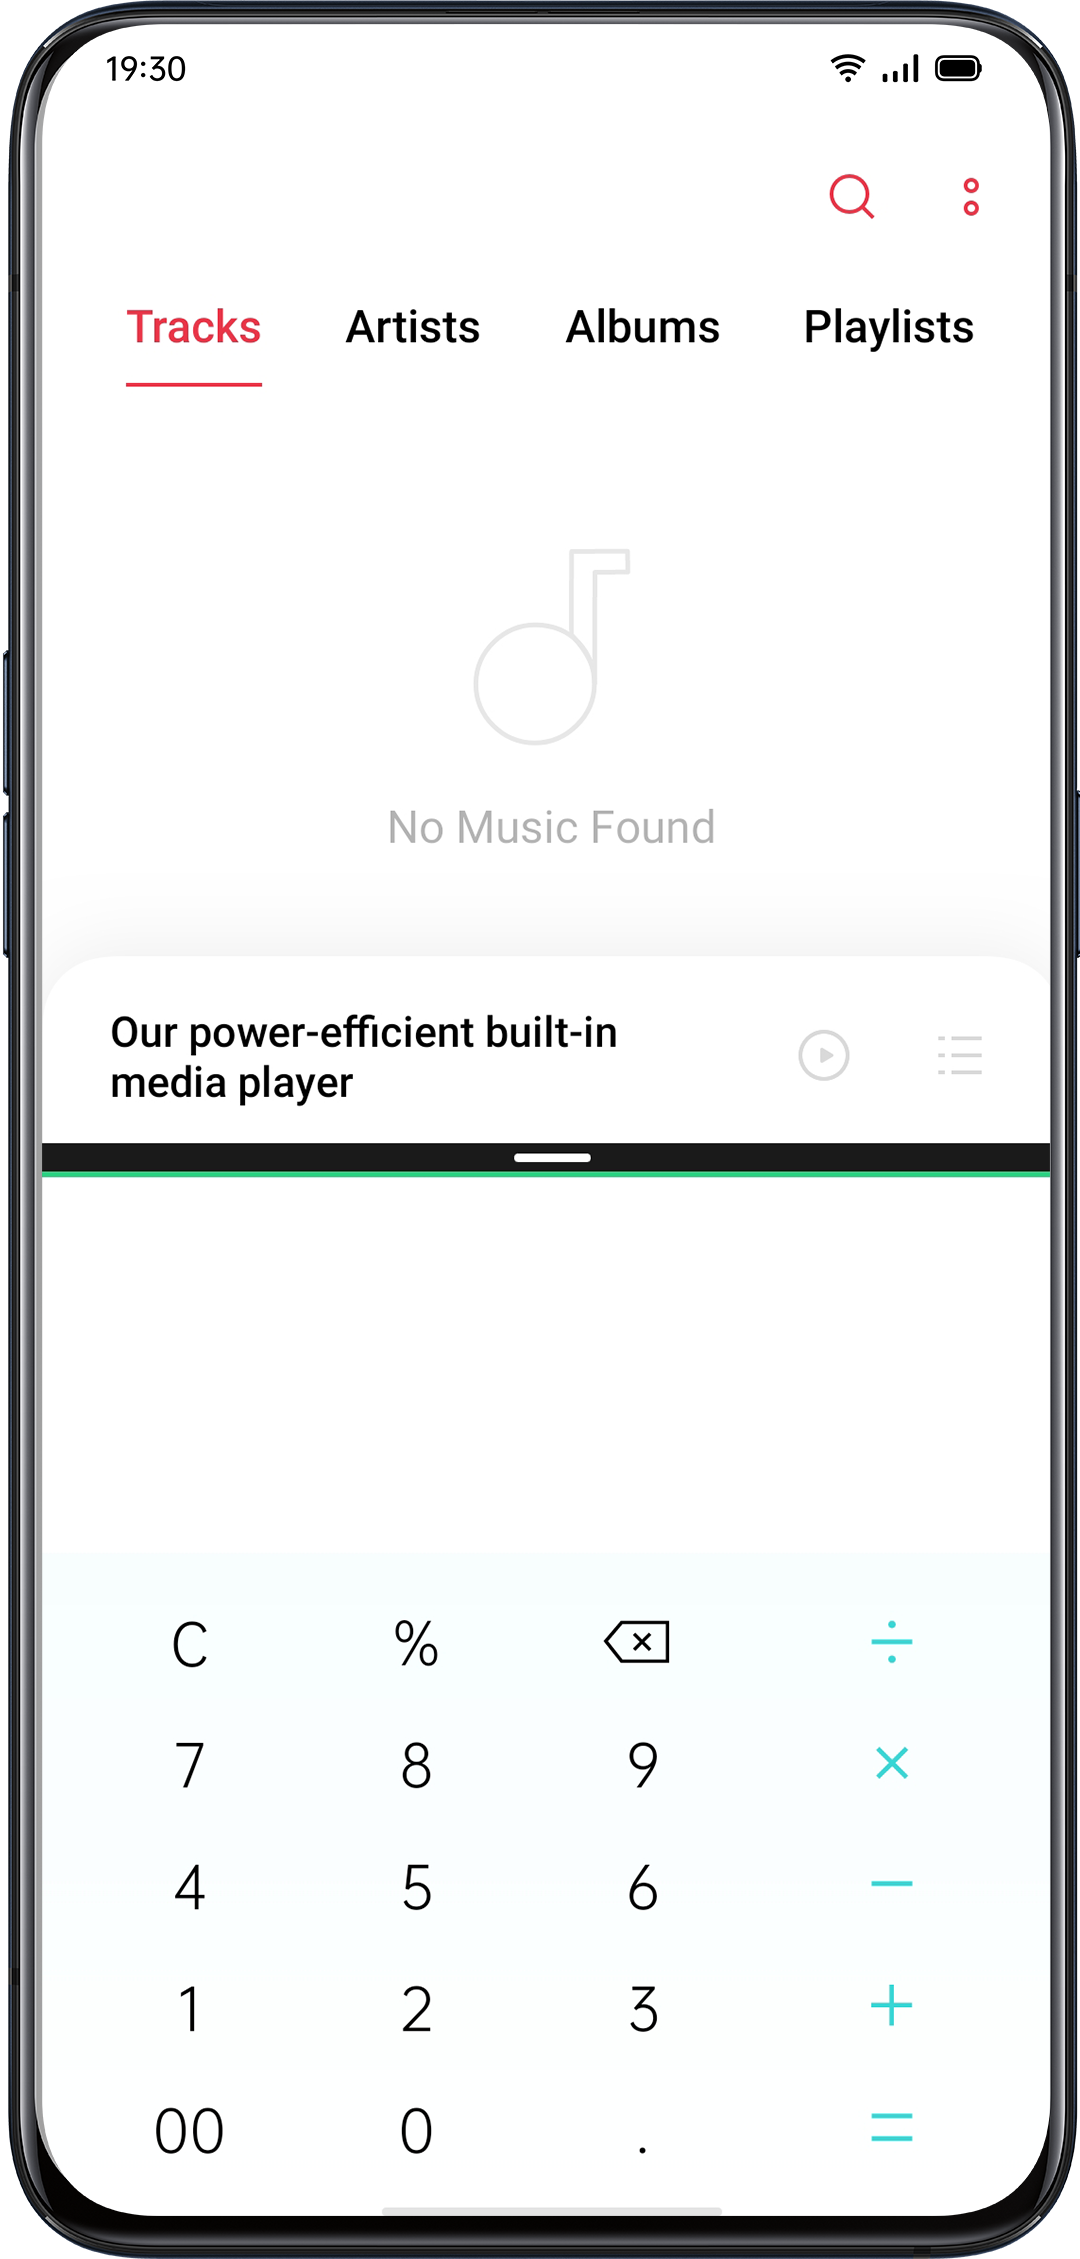 19:30
Tracks Artists Albums Playlists
No Music Found
Our power-efficient built-in
media player
C % ÷
7 8 9 ×
4 5 6 −
1 2 3 +
00 0 . =